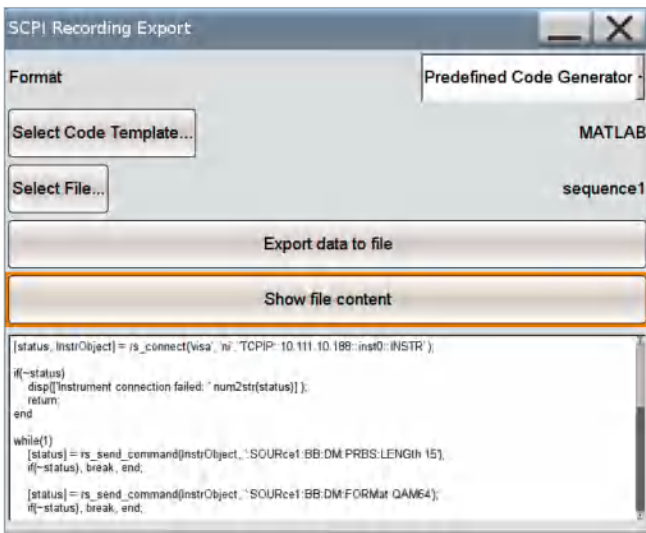 SCPI Recording Export
Format
Predefined Code Generator
Select Code Template...
MATLAB
Select File...
sequence1
Export data to file
Show file content
[status, InstrObject] = rs_connect('visa', 'ni', 'TCPIP::10.111.10.188::inst0::INSTR');
if(~status)
disp(['Instrument connection failed: ' num2str(status)] );
return;
end
while(1)
[status] = rs_send_command(InstrObject, ':SOURce1:BB:DM:PRBS:LENGth 15');
if(~status), break, end;
[status] = rs_send_command(InstrObject, ':SOURce1:BB:DM:FORMat QAM64');
if(~status), break, end;